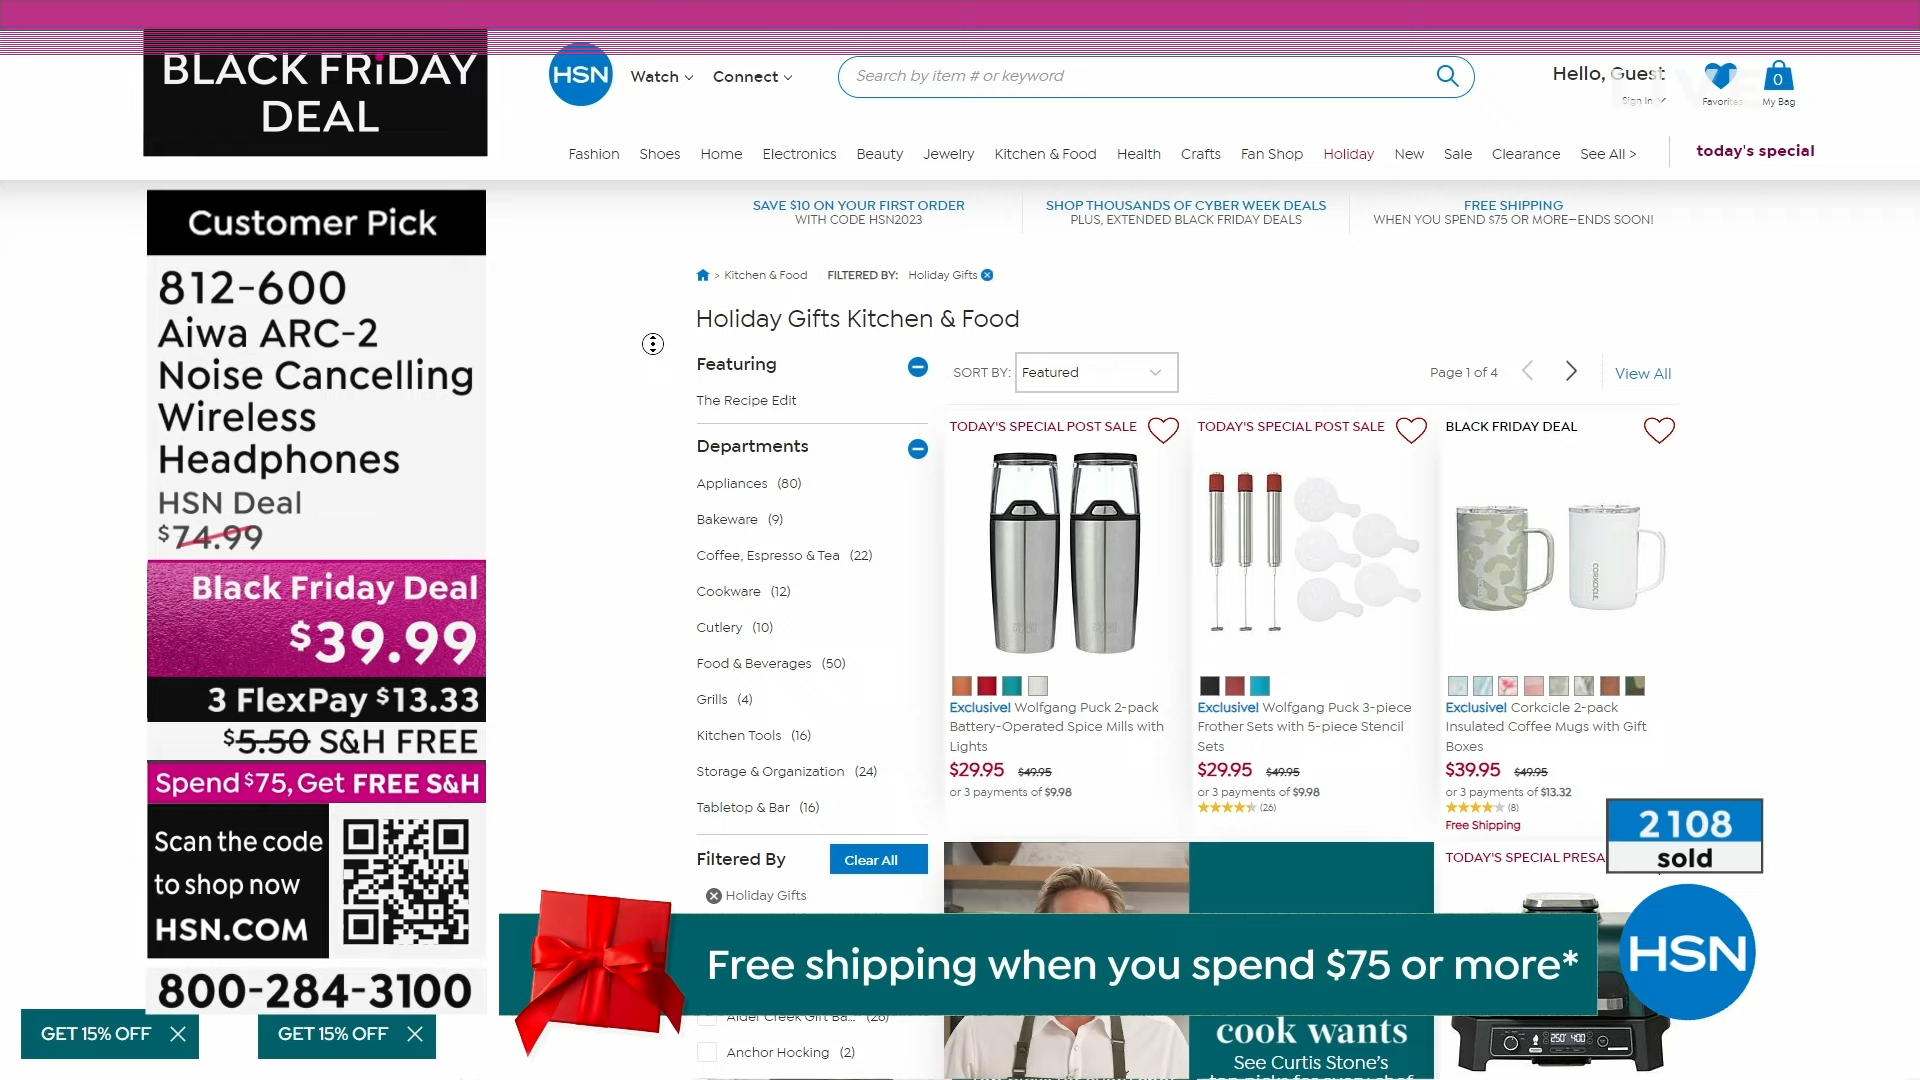 BLACK FRiDAY
DEAL
HSN
Watch
Connect
Search by item # or keyword
Hello, Guest
Sign In
Favorites
0
My Bag
Fashion
Shoes
Home
Electronics
Beauty
Jewelry
Kitchen & Food
Health
Crafts
Fan Shop
Holiday
New
Sale
Clearance
See All >
today's special
SAVE $10 ON YOUR FIRST ORDER
WITH CODE HSN2023
SHOP THOUSANDS OF CYBER WEEK DEALS
PLUS, EXTENDED BLACK FRIDAY DEALS
FREE SHIPPING
WHEN YOU SPEND $75 OR MORE—ENDS SOON!
Customer Pick
812-600
Aiwa ARC-2
Noise Cancelling
Wireless
Headphones
HSN Deal
$74.99
Black Friday Deal
$39.99
3 FlexPay $13.33
$5.50 S&H FREE
Spend $75, Get FREE S&H
Scan the code
to shop now
HSN.COM
800-284-3100
GET 15% OFF
GET 15% OFF
> Kitchen & Food
FILTERED BY:
Holiday Gifts
Holiday Gifts Kitchen & Food
Featuring
The Recipe Edit
Departments
Appliances (80)
Bakeware (9)
Coffee, Espresso & Tea (22)
Cookware (12)
Cutlery (10)
Food & Beverages (50)
Grills (4)
Kitchen Tools (16)
Storage & Organization (24)
Tabletop & Bar (16)
Filtered By
Clear All
Holiday Gifts
Alder Creek Gift Ba... (26)
Anchor Hocking (2)
SORT BY:
Featured
Page 1 of 4
View All
TODAY'S SPECIAL POST SALE
Exclusive! Wolfgang Puck 2-pack
Battery-Operated Spice Mills with
Lights
$29.95 $49.95
or 3 payments of $9.98
TODAY'S SPECIAL POST SALE
Exclusive! Wolfgang Puck 3-piece
Frother Sets with 5-piece Stencil
Sets
$29.95 $49.95
or 3 payments of $9.98
(26)
BLACK FRIDAY DEAL
CORKCICLE
Exclusive! Corkcicle 2-pack
Insulated Coffee Mugs with Gift
Boxes
$39.95 $49.95
or 3 payments of $13.32
(8)
Free Shipping
TODAY'S SPECIAL PRESA
2108
sold
Free shipping when you spend $75 or more*
HSN
cook wants
See Curtis Stone's
250° 400°